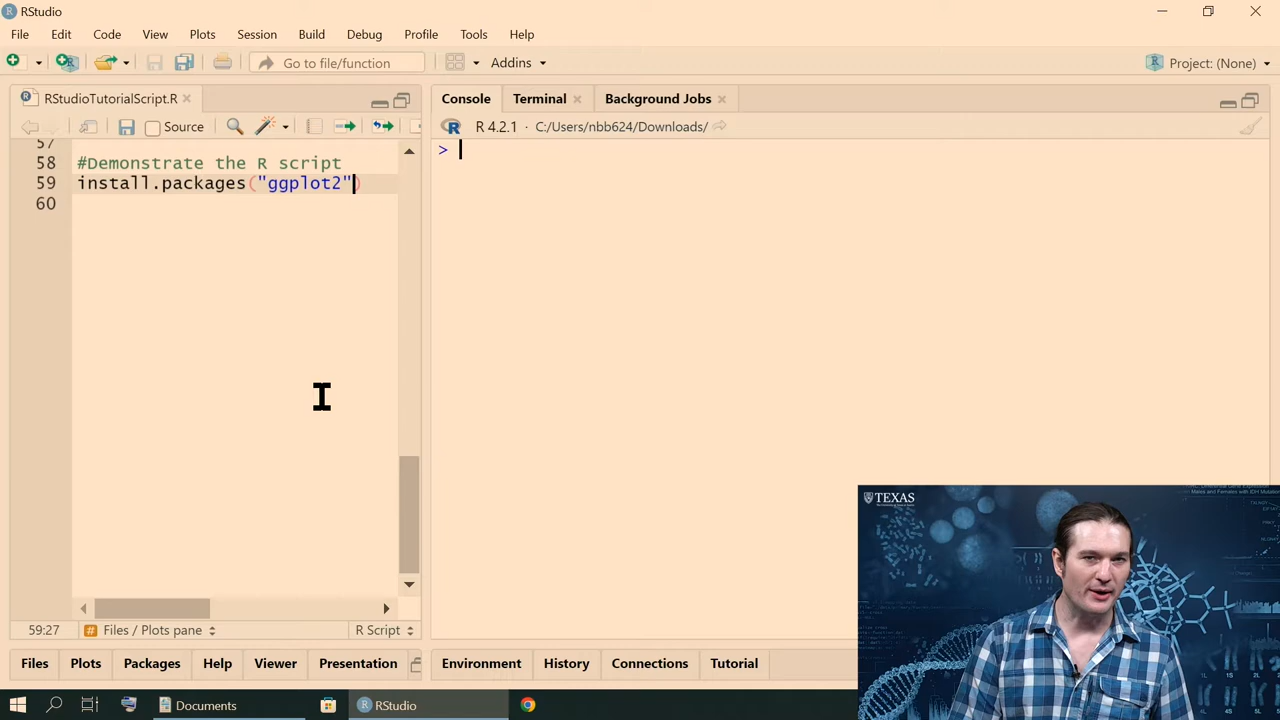 RStudio
File Edit Code View Plots Session Build Debug Profile Tools Help
Go to file/function Addins Project: (None)
RStudioTutorialScript.R Console Terminal Background Jobs
Source R 4.2.1 · C:/Users/nbb624/Downloads/
57
58 #Demonstrate the R script
59 install.packages("ggplot2")
60
>
TEXAS
59:27 # Files / Plots pane R Script
Files Plots Packages Help Viewer Presentation Environment History Connections Tutorial
Documents RStudio